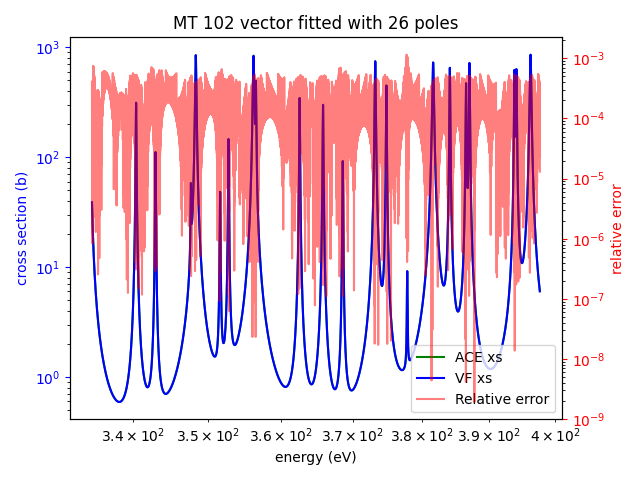 MT 102 vector fitted with 26 poles
10³
10²
10¹
10⁰
cross section (b)
10⁻³
10⁻⁴
10⁻⁵
10⁻⁶
10⁻⁷
10⁻⁸
10⁻⁹
relative error
ACE xs
VF xs
Relative error
3.4 × 10² 3.5 × 10² 3.6 × 10² 3.7 × 10² 3.8 × 10² 3.9 × 10² 4 × 10²
energy (eV)